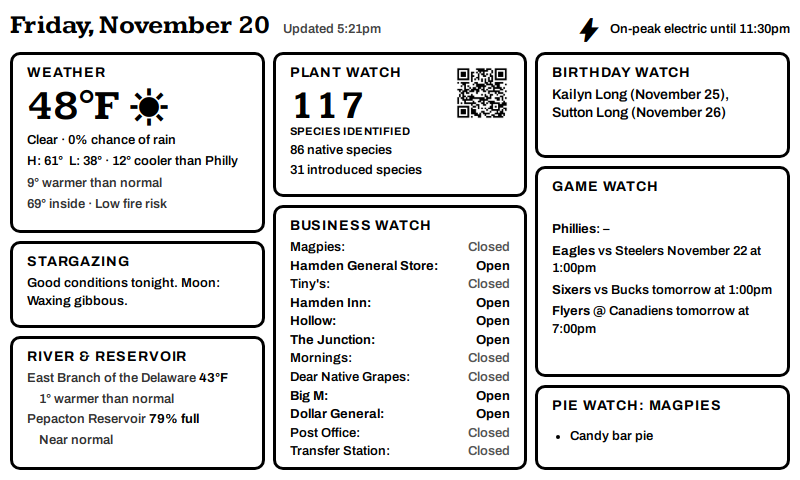 Friday, November 20 Updated 5:21pm
On-peak electric until 11:30pm
WEATHER
48°F
Clear · 0% chance of rain
H: 61° L: 38° · 12° cooler than Philly
9° warmer than normal
69° inside · Low fire risk
STARGAZING
Good conditions tonight. Moon:
Waxing gibbous.
RIVER & RESERVOIR
East Branch of the Delaware 43°F
1° warmer than normal
Pepacton Reservoir 79% full
Near normal
PLANT WATCH
117
SPECIES IDENTIFIED
86 native species
31 introduced species
BUSINESS WATCH
Magpies: Closed
Hamden General Store: Open
Tiny's: Closed
Hamden Inn: Open
Hollow: Open
The Junction: Open
Mornings: Closed
Dear Native Grapes: Closed
Big M: Open
Dollar General: Open
Post Office: Closed
Transfer Station: Closed
BIRTHDAY WATCH
Kailyn Long (November 25),
Sutton Long (November 26)
GAME WATCH
Phillies: –
Eagles vs Steelers November 22 at
1:00pm
Sixers vs Bucks tomorrow at 1:00pm
Flyers @ Canadiens tomorrow at
7:00pm
PIE WATCH: MAGPIES
• Candy bar pie